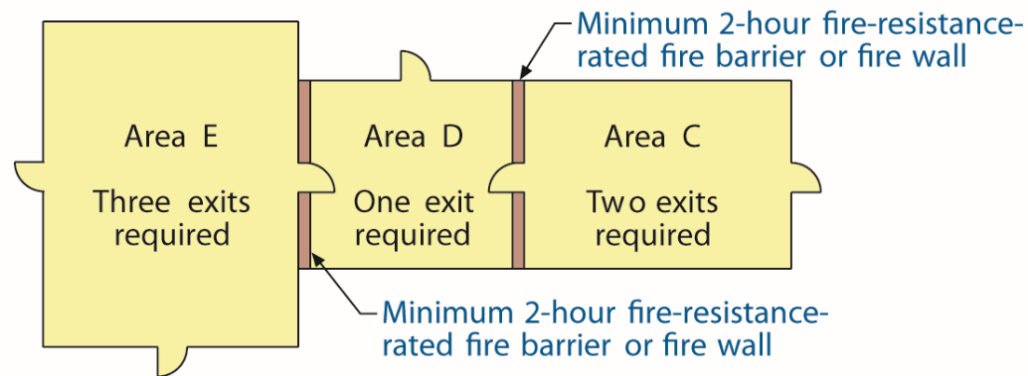 Minimum 2-hour fire-resistance-
rated fire barrier or fire wall
Area E
Three exits
required
Area D
One exit
required
Area C
Two exits
required
Minimum 2-hour fire-resistance-
rated fire barrier or fire wall